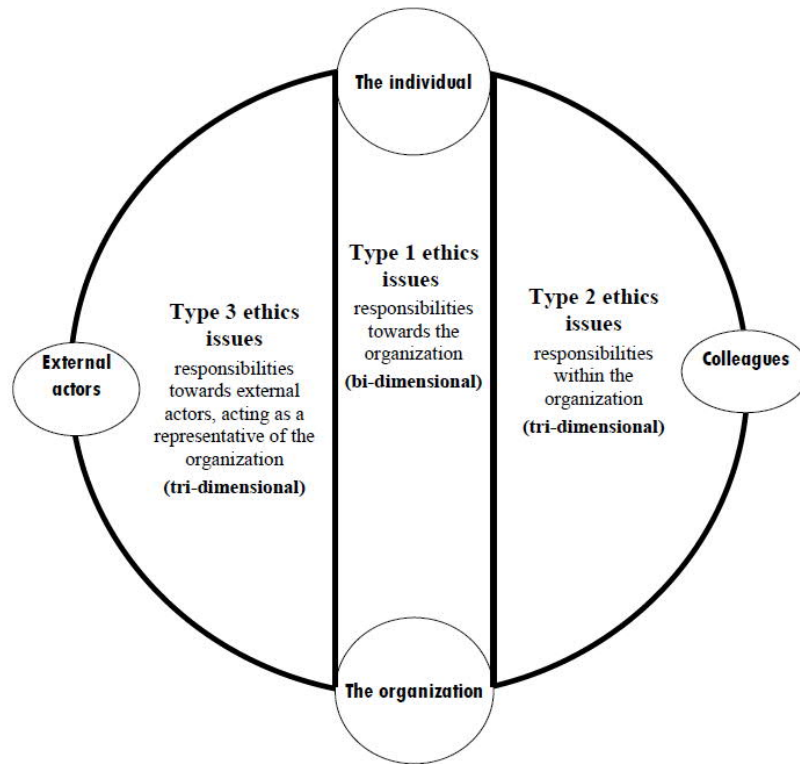 The individual
Type 1 ethics
issues
responsibilities
towards the
organization
(bi-dimensional)
Type 3 ethics
issues
responsibilities
towards external
actors, acting as a
representative of the
organization
(tri-dimensional)
Type 2 ethics
issues
responsibilities
within the
organization
(tri-dimensional)
External
actors
Colleagues
The organization